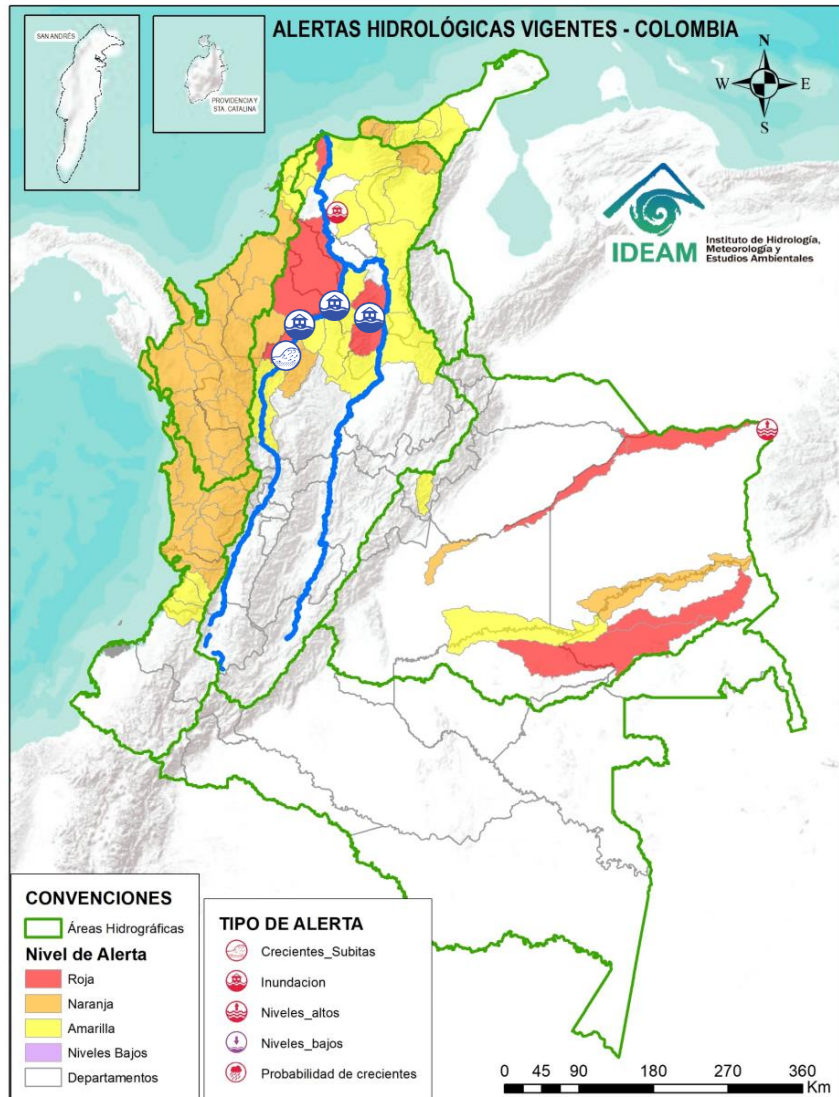 ALERTAS HIDROLÓGICAS VIGENTES - COLOMBIA
SAN ANDRÉS
PROVIDENCIA Y
STA. CATALINA
N
W
E
S
IDEAM
Instituto de Hidrología,
Meteorología y
Estudios Ambientales
CONVENCIONES
Áreas Hidrográficas
Nivel de Alerta
Roja
Naranja
Amarilla
Niveles Bajos
Departamentos
TIPO DE ALERTA
Crecientes_Subitas
Inundacion
Niveles_altos
Niveles_bajos
Probabilidad de crecientes
0 45 90 180 270 360
Km